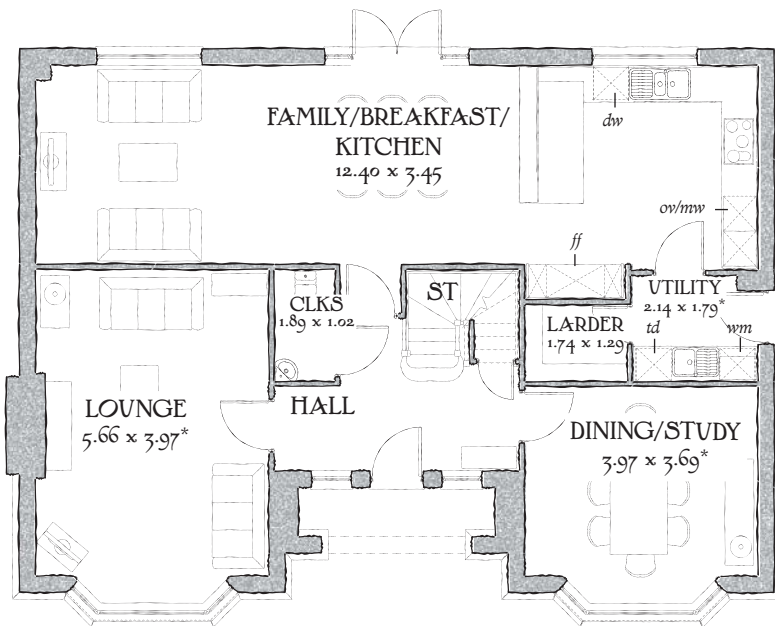 dw
FAMILY/BREAKFAST/
KITCHEN
12.40 x 3.45
ov/mw
ff
ST
UTILITY
2.14 x 1.79*
CLKS
1.89 x 1.02
LARDER
1.74 x 1.29
td
wm
HALL
LOUNGE
5.66 x 3.97*
DINING/STUDY
3.97 x 3.69*